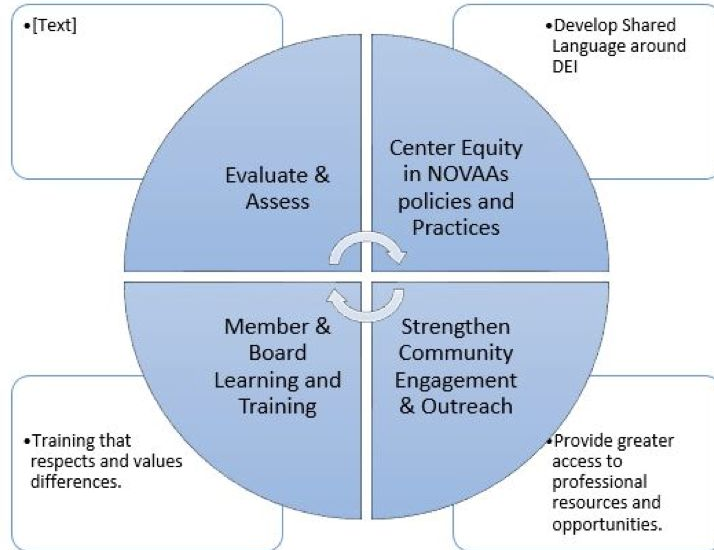 •[Text]
•Develop Shared
Language around
DEI
Evaluate &
Assess
Center Equity
in NOVAAs
policies and
Practices
Member &
Board
Learning and
Training
Strengthen
Community
Engagement
& Outreach
•Training that
respects and values
differences.
•Provide greater
access to
professional
resources and
opportunities.